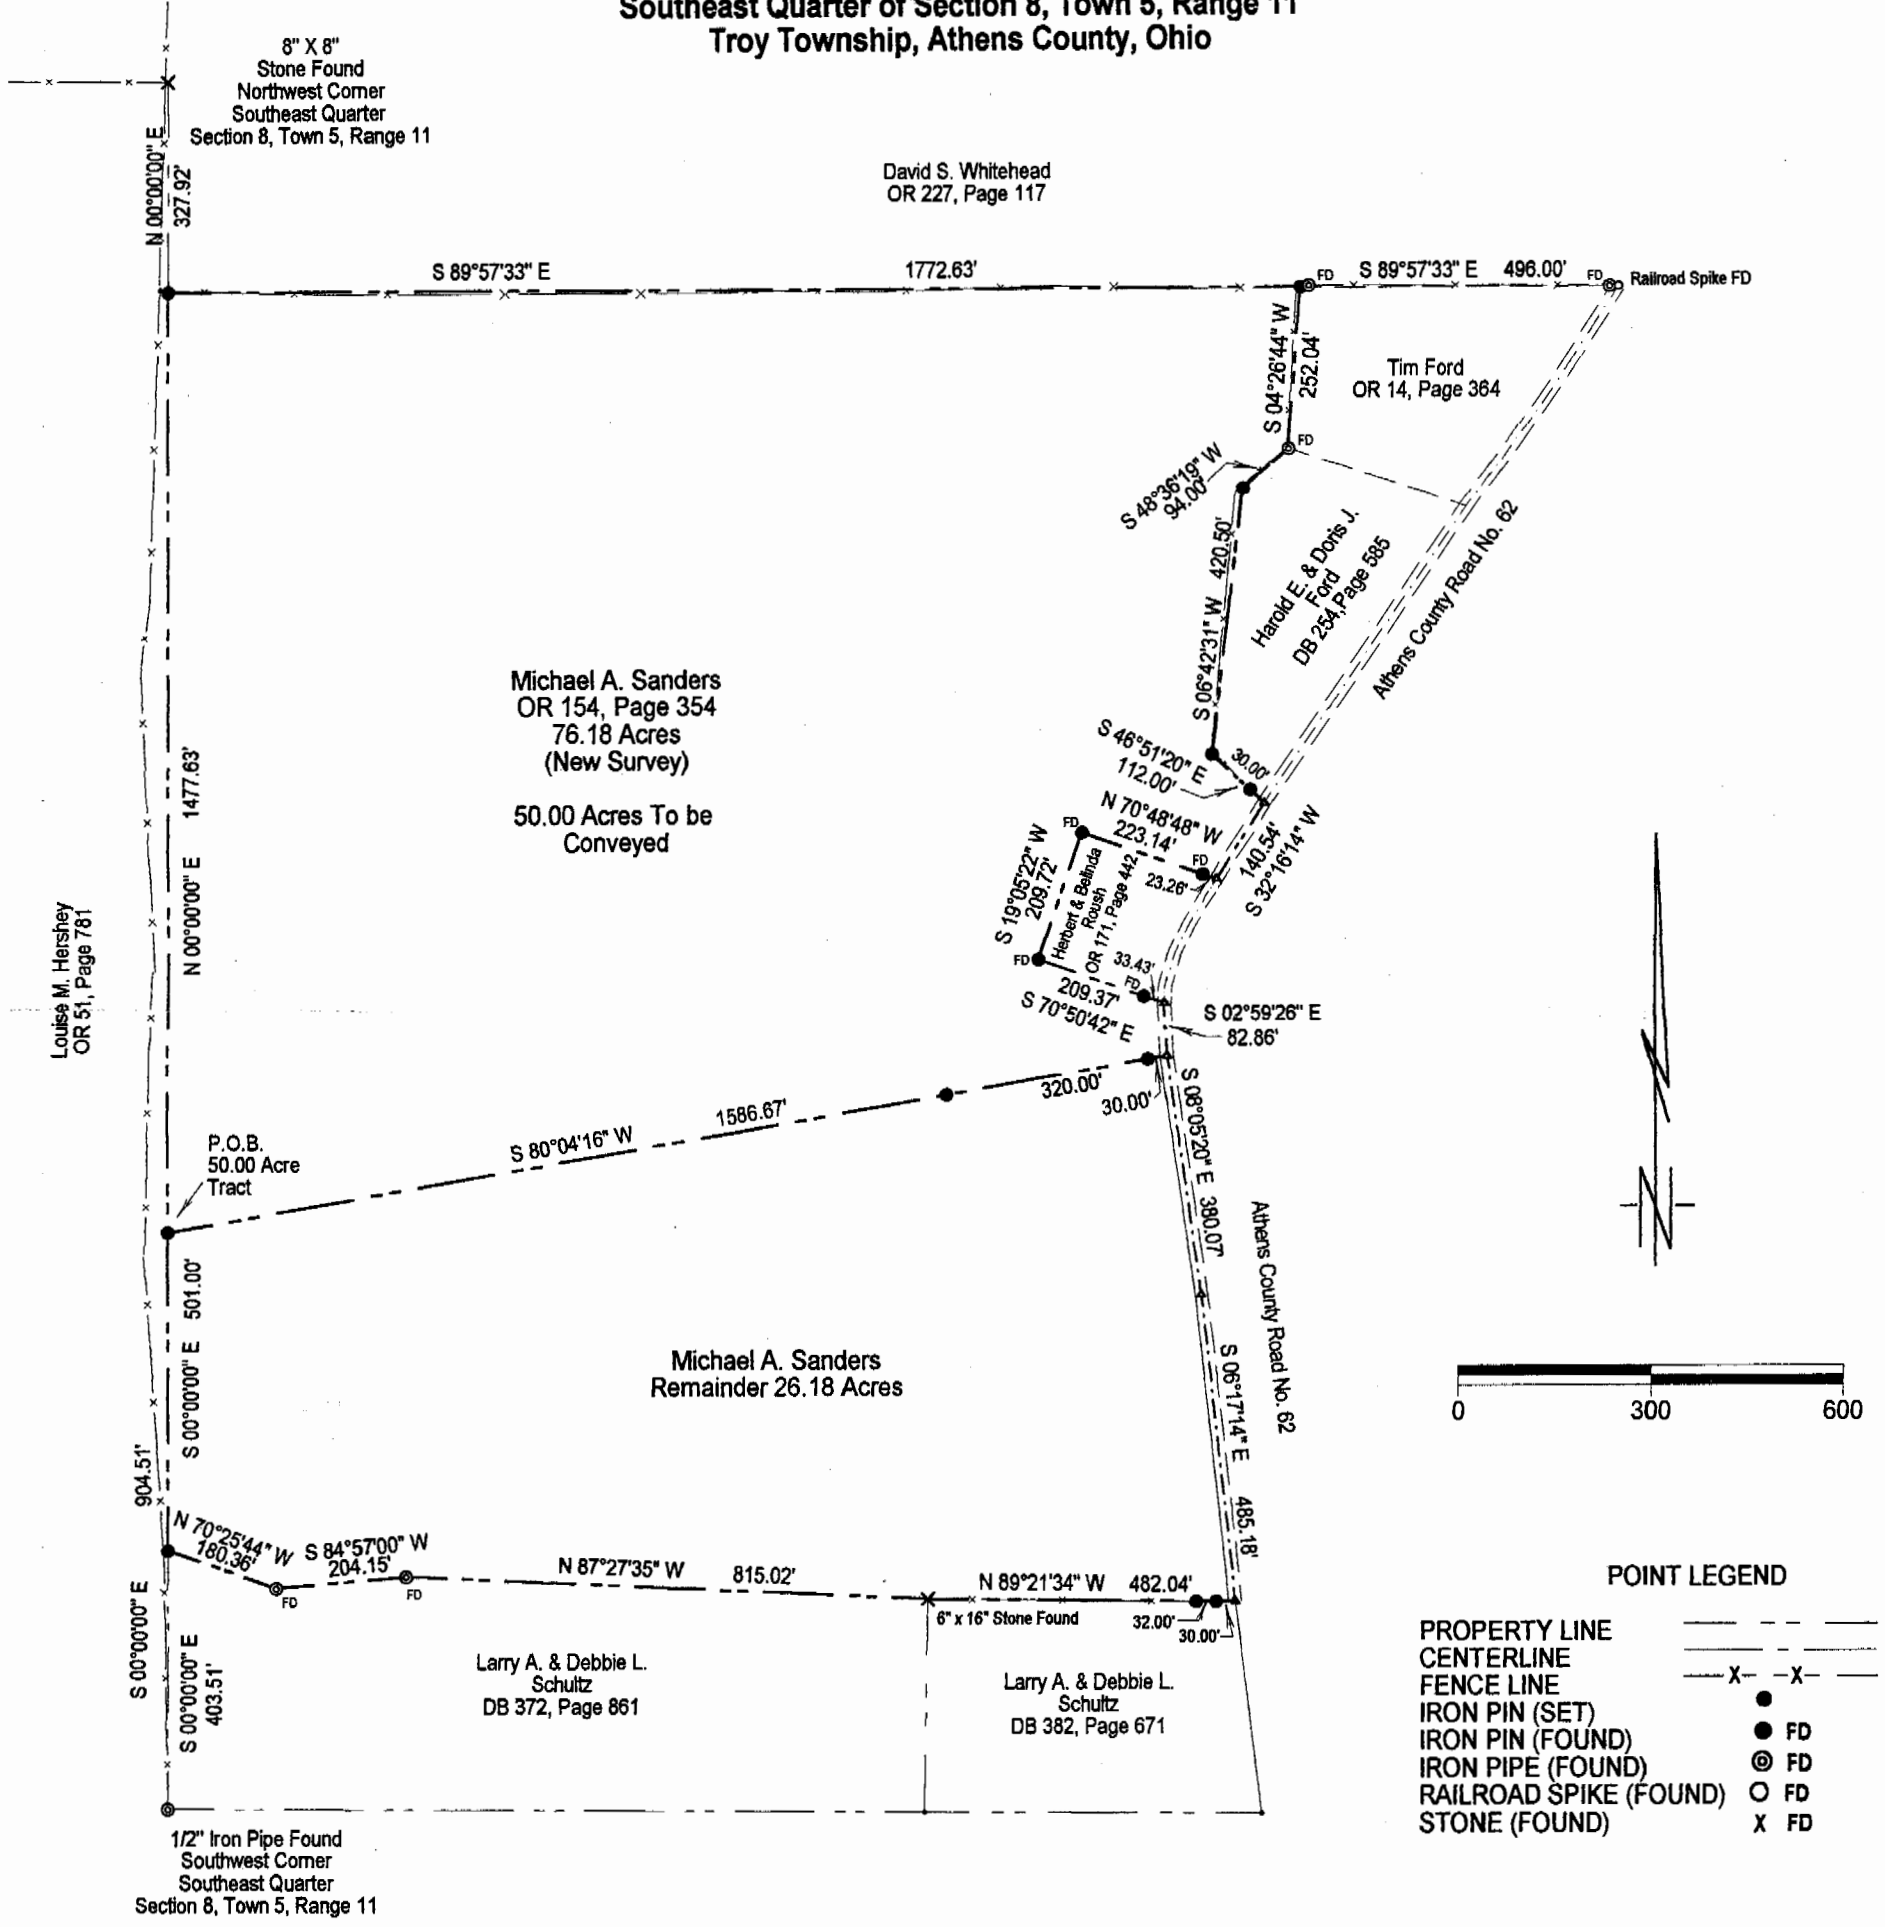 Southeast Quarter of Section 8, Town 5, Range 11
Troy Township, Athens County, Ohio
8" X 8"
Stone Found
Northwest Corner
Southeast Quarter
Section 8, Town 5, Range 11
N 00°00'00" E
327.92'
David S. Whitehead
OR 227, Page 117
S 89°57'33" E
1772.63'
FD
S 89°57'33" E 496.00'
FD
Railroad Spike FD
S 04°26'44" W
252.04'
Tim Ford
OR 14, Page 364
FD
S 48°36'19" W
94.00'
S 06°42'31" W 420.50'
Harold E. & Doris J.
Ford
DB 254,Page 585
Athens County Road No. 62
Michael A. Sanders
OR 154, Page 354
76.18 Acres
(New Survey)
50.00 Acres To be
Conveyed
N 00°00'00" E 1477.63'
Louise M. Hershey
OR 51, Page 781
S 46°51'20" E
112.00'
30.00'
N 70°48'48" W
223.14'
FD
FD
23.26'
140.54'
S 32°16'14" W
S 19°05'22" W
209.72'
Herbert & Belinda
Roush
OR 171, Page 442
FD
33.43'
FD
209.37'
S 70°50'42" E
S 02°59'26" E
82.86'
320.00'
30.00'
1586.67'
S 80°04'16" W
S 08°05'20" E 380.07'
P.O.B.
50.00 Acre
Tract
Athens County Road No. 62
S 00°00'00" E 501.00'
Michael A. Sanders
Remainder 26.18 Acres
S 06°17'14" E 485.18'
0 300 600
S 00°00'00" E 904.51'
N 70°25'44" W
180.36'
S 84°57'00" W
204.15'
FD
FD
N 87°27'35" W 815.02'
N 89°21'34" W 482.04'
6" x 16" Stone Found
32.00'
30.00'
S 00°00'00" E
403.51'
Larry A. & Debbie L.
Schultz
DB 372, Page 861
Larry A. & Debbie L.
Schultz
DB 382, Page 671
POINT LEGEND
PROPERTY LINE
CENTERLINE
FENCE LINE X X
IRON PIN (SET)
IRON PIN (FOUND) FD
IRON PIPE (FOUND) FD
RAILROAD SPIKE (FOUND) FD
STONE (FOUND) X FD
1/2" Iron Pipe Found
Southwest Corner
Southeast Quarter
Section 8, Town 5, Range 11